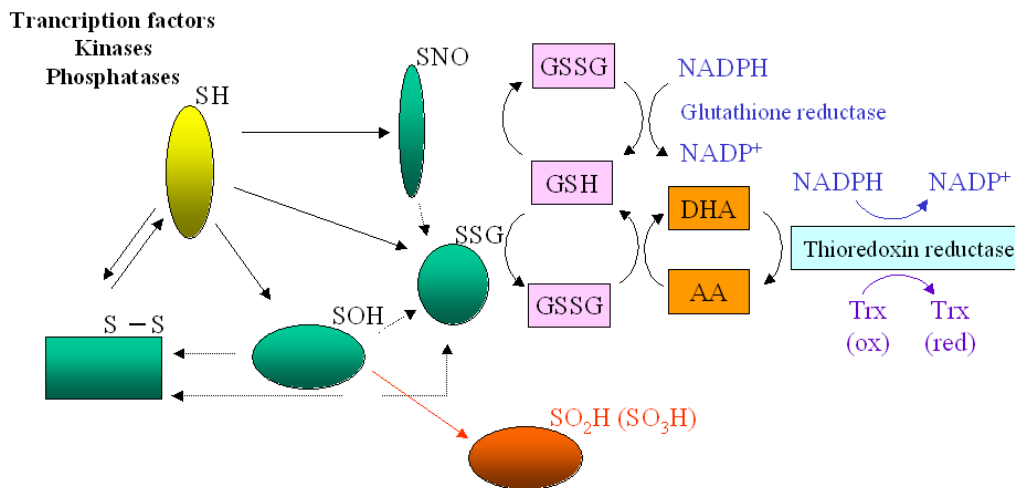 Trancription factors
Kinases
Phosphatases
SH
SNO
SSG
SOH
S – S
SO₂H (SO₃H)
GSSG
GSH
GSSG
NADPH
Glutathione reductase
NADP⁺
DHA
AA
NADPH NADP⁺
Thioredoxin reductase
Trx Trx
(ox) (red)